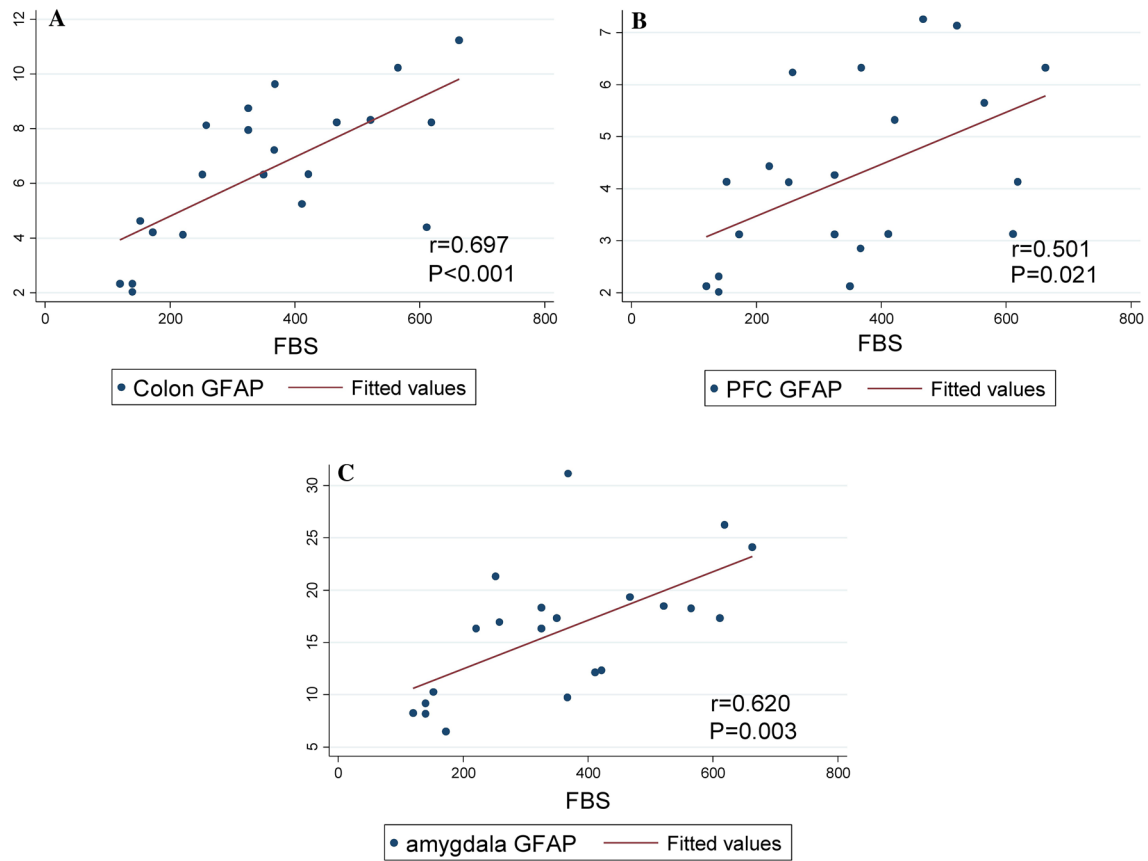 A
12
10
8
6
4
2
r=0.697
P<0.001
0 200 400 600 800
FBS
Colon GFAP Fitted values
B
7
6
5
4
3
2
r=0.501
P=0.021
0 200 400 600 800
FBS
PFC GFAP Fitted values
C
30
25
20
15
10
5
r=0.620
P=0.003
0 200 400 600 800
FBS
amygdala GFAP Fitted values